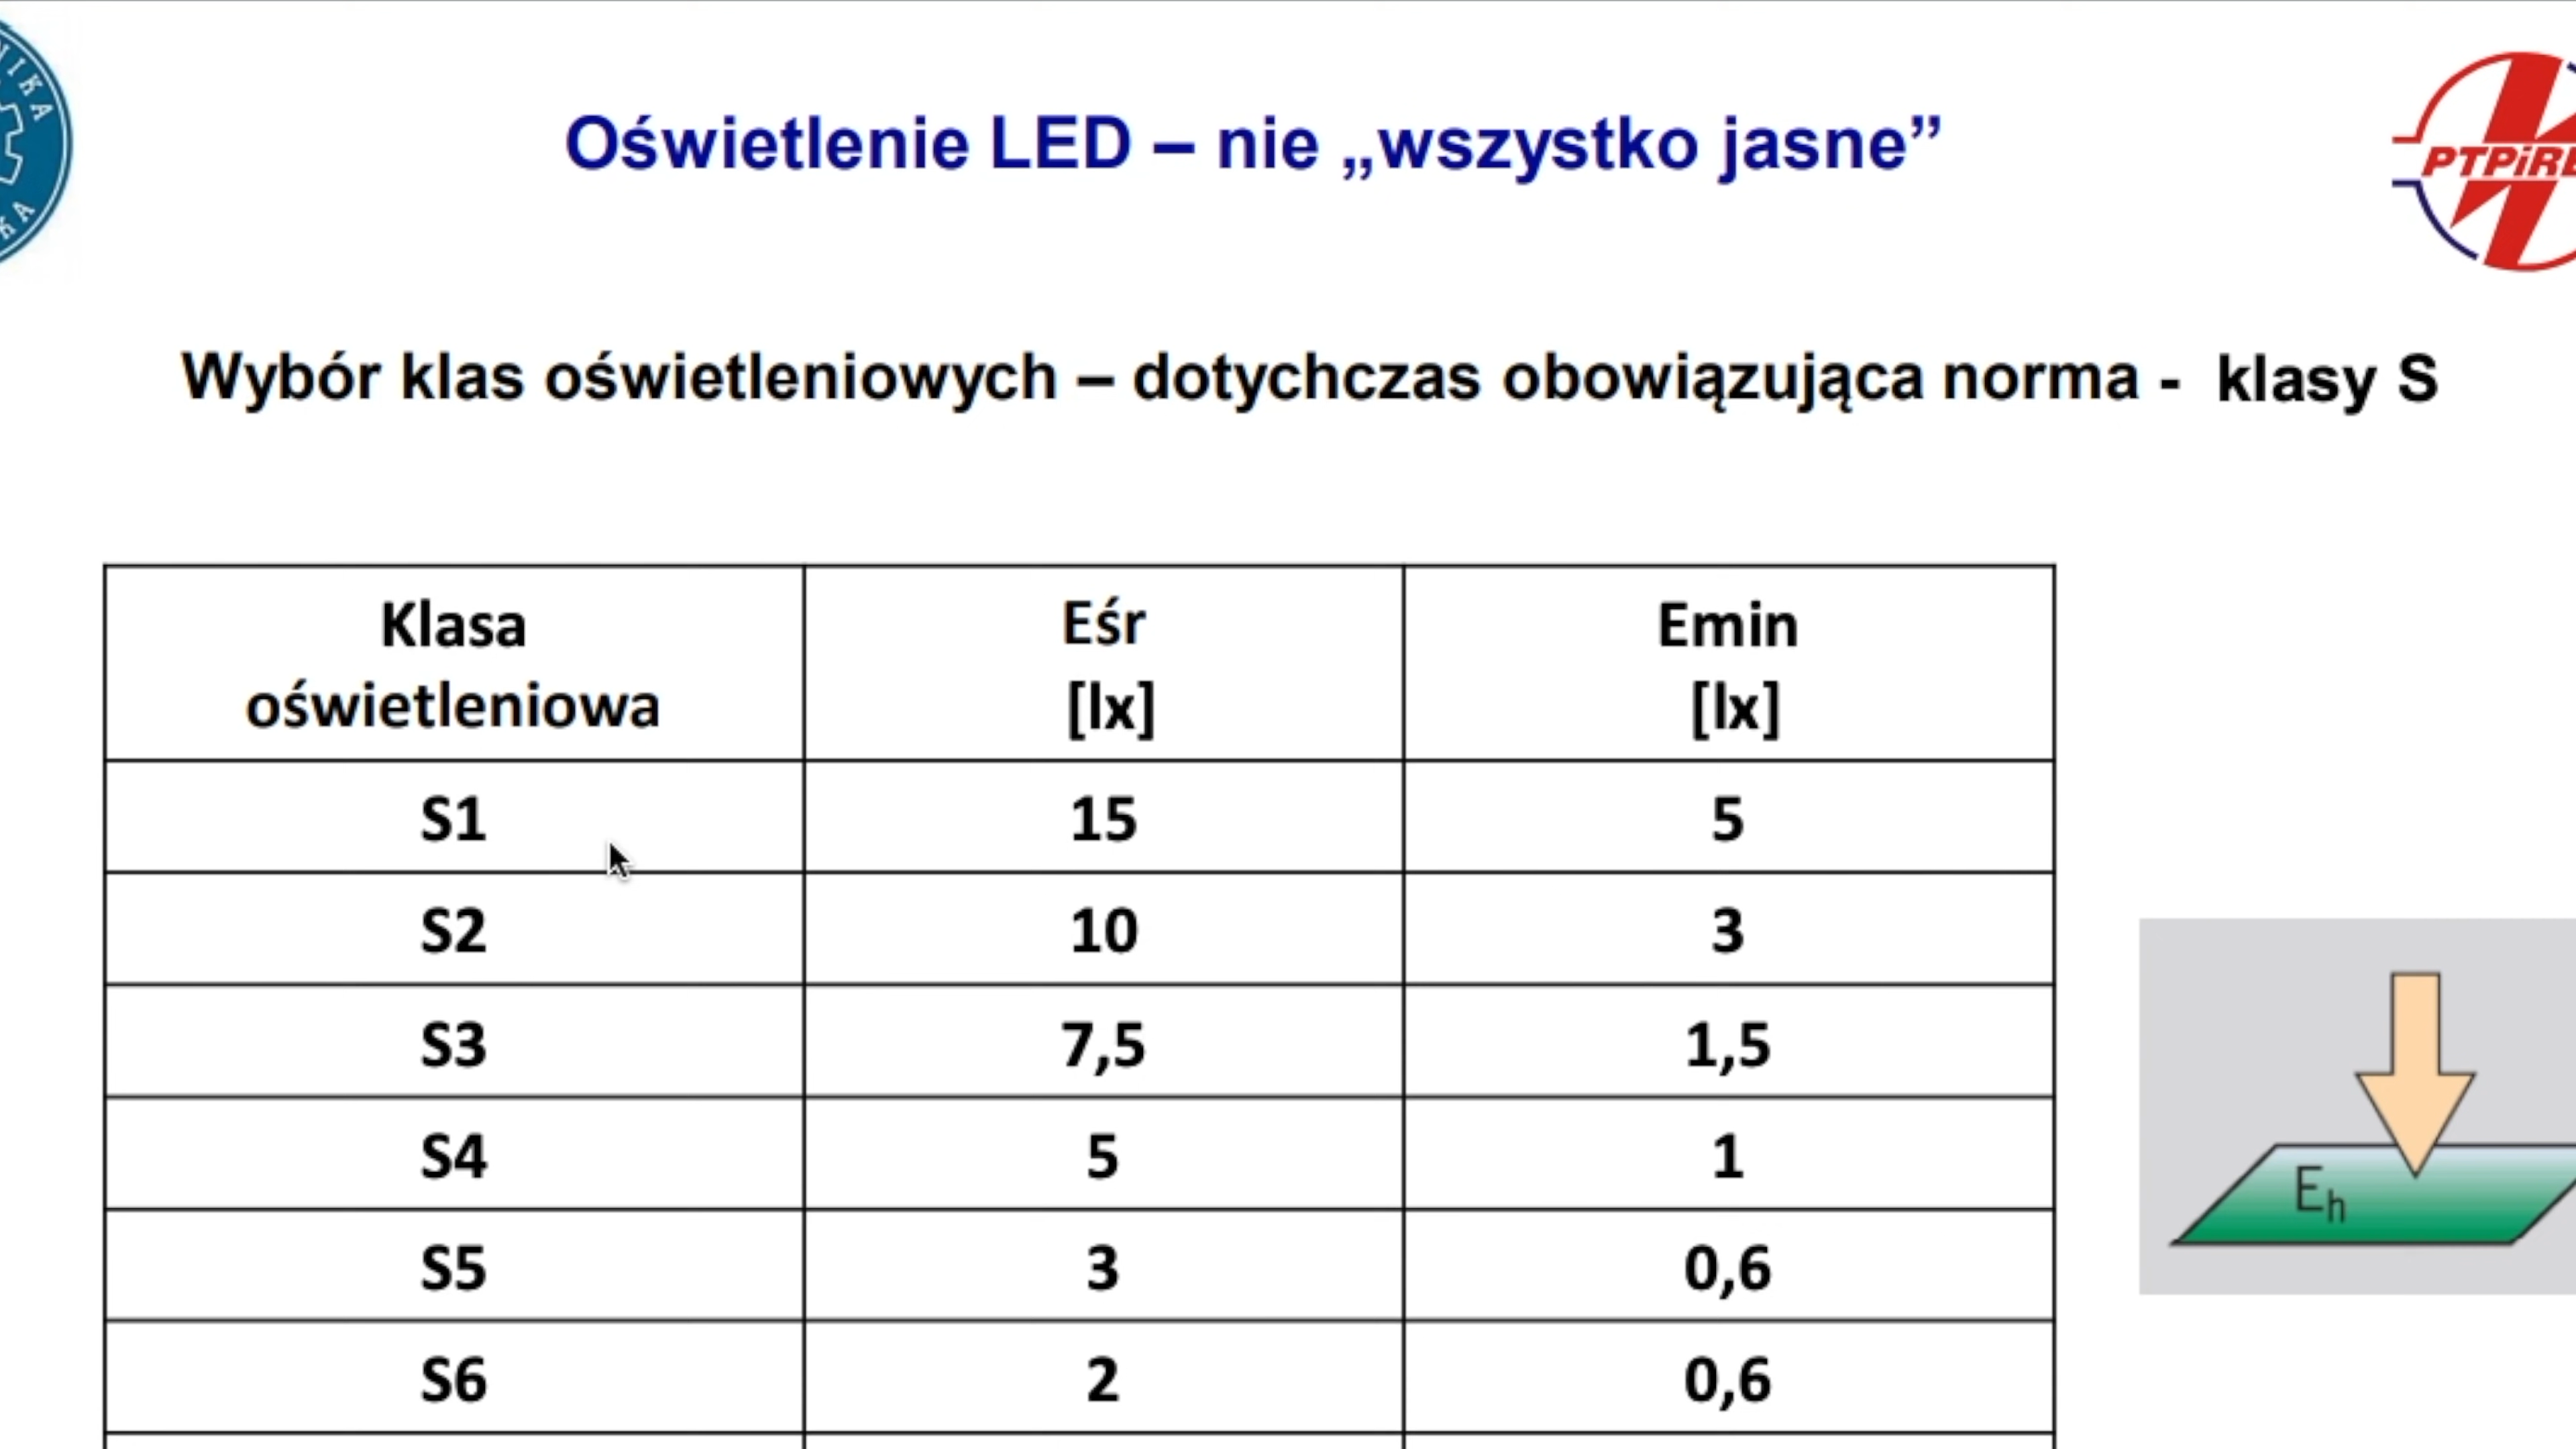 Oświetlenie LED – nie „wszystko jasne”
PTPiRE
Wybór klas oświetleniowych – dotychczas obowiązująca norma - klasy S
Klasa oświetleniowa Eśr [lx] Emin [lx]
S1 15 5
S2 10 3
S3 7,5 1,5
S4 5 1
S5 3 0,6
S6 2 0,6
Eh